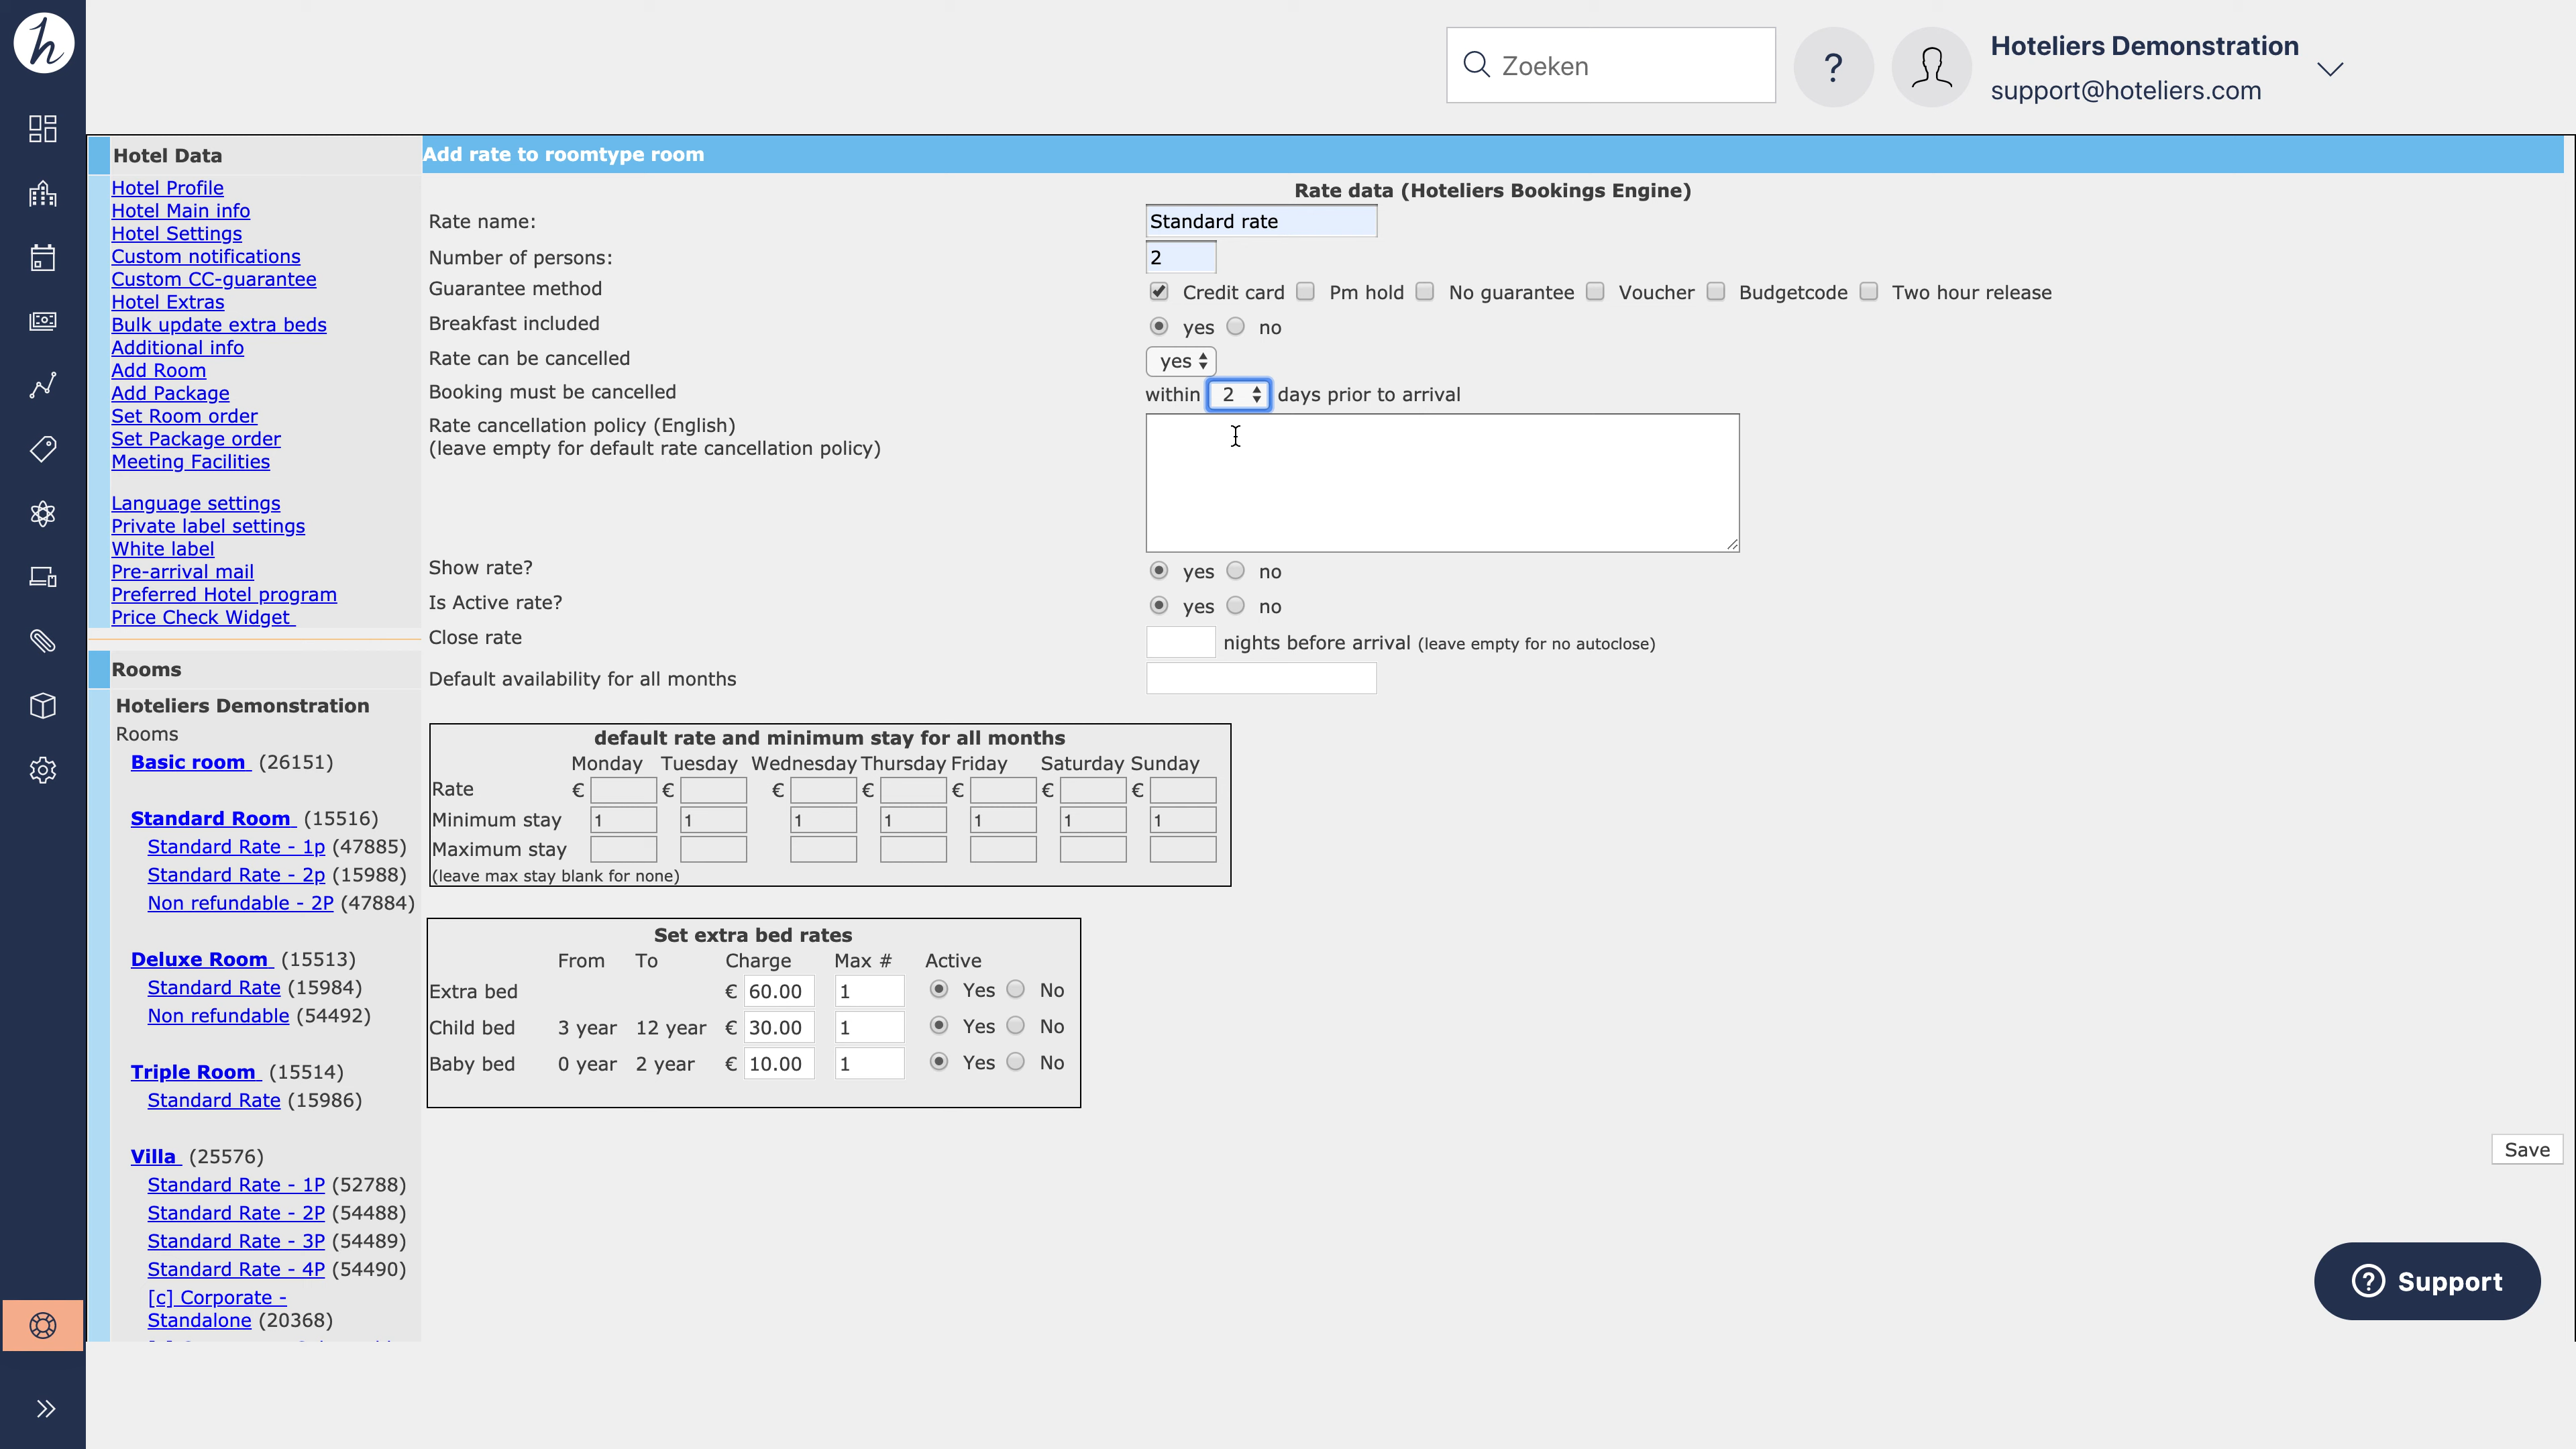 h
Zoeken
?
Hoteliers Demonstration
support@hoteliers.com
Hotel Data
Hotel Profile
Hotel Main info
Hotel Settings
Custom notifications
Custom CC-guarantee
Hotel Extras
Bulk update extra beds
Additional info
Add Room
Add Package
Set Room order
Set Package order
Meeting Facilities
Language settings
Private label settings
White label
Pre-arrival mail
Preferred Hotel program
Price Check Widget
Rooms
Hoteliers Demonstration
Rooms
Basic room (26151)
Standard Room (15516)
Standard Rate - 1p (47885)
Standard Rate - 2p (15988)
Non refundable - 2P (47884)
Deluxe Room (15513)
Standard Rate (15984)
Non refundable (54492)
Triple Room (15514)
Standard Rate (15986)
Villa (25576)
Standard Rate - 1P (52788)
Standard Rate - 2P (54488)
Standard Rate - 3P (54489)
Standard Rate - 4P (54490)
[c] Corporate -
Standalone (20368)
Add rate to roomtype room
Rate data (Hoteliers Bookings Engine)
Rate name: Standard rate
Number of persons: 2
Guarantee method Credit card Pm hold No guarantee Voucher Budgetcode Two hour release
Breakfast included yes no
Rate can be cancelled yes
Booking must be cancelled within 2 days prior to arrival
Rate cancellation policy (English)
(leave empty for default rate cancellation policy)
Show rate? yes no
Is Active rate? yes no
Close rate nights before arrival (leave empty for no autoclose)
Default availability for all months
default rate and minimum stay for all months
Monday Tuesday Wednesday Thursday Friday Saturday Sunday
Rate € € € € € € €
Minimum stay 1 1 1 1 1 1 1
Maximum stay
(leave max stay blank for none)
Set extra bed rates
From To Charge Max # Active
Extra bed € 60.00 1 Yes No
Child bed 3 year 12 year € 30.00 1 Yes No
Baby bed 0 year 2 year € 10.00 1 Yes No
Save
? Support